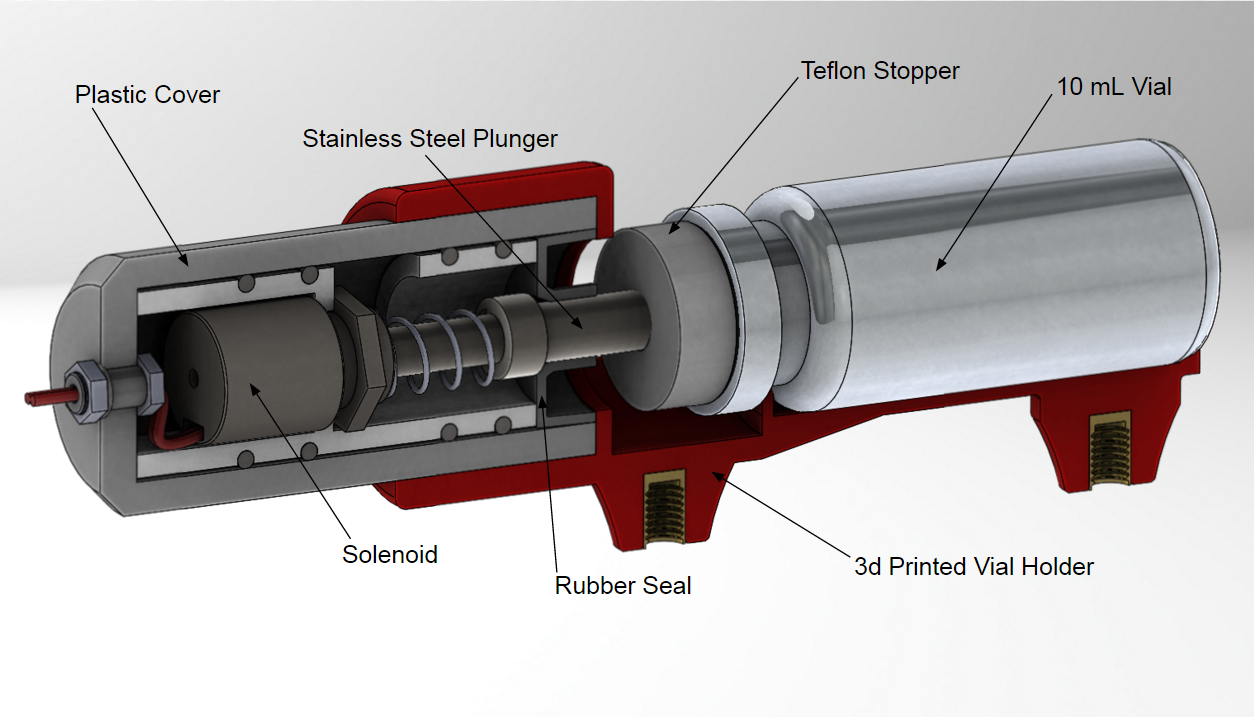 Teflon Stopper
10 mL Vial
Plastic Cover
Stainless Steel Plunger
Solenoid
Rubber Seal
3d Printed Vial Holder